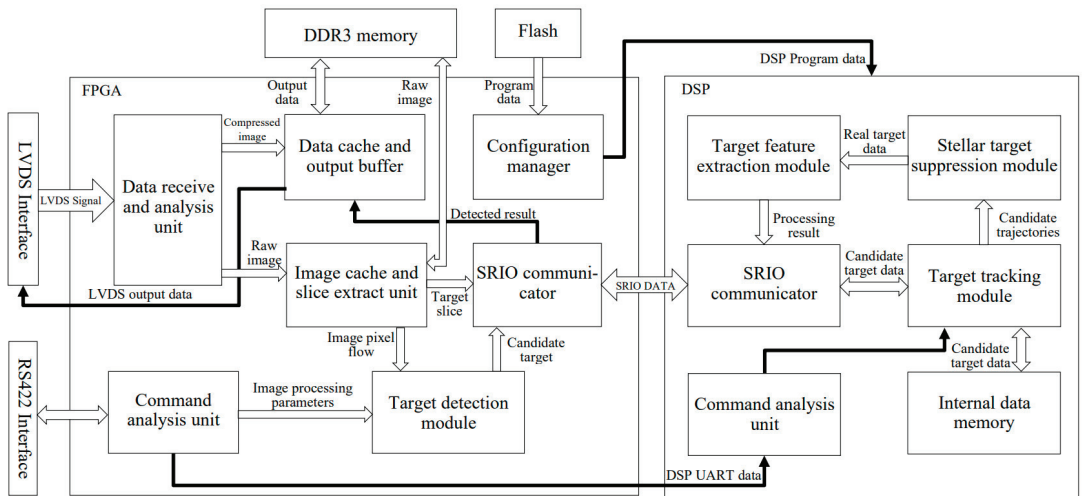 DDR3 memory
Flash
DSP Program data
FPGA
Output
data
Raw
image
Program
data
DSP
LVDS Interface
LVDS Signal
Data receive
and analysis
unit
Compressed
image
Data cache and
output buffer
Configuration
manager
Target feature
extraction module
Real target
data
Stellar target
suppression module
Detected result
Processing
result
Candidate
trajectories
Raw
image
LVDS output data
Image cache and
slice extract unit
Target
slice
SRIO communi-
cator
SRIO DATA
SRIO
communicator
Candidate
target data
Target tracking
module
Image pixel
flow
Candidate
target
Candidate
target data
RS422 Interface
Command
analysis unit
Image processing
parameters
Target detection
module
Command analysis
unit
Internal data
memory
DSP UART data